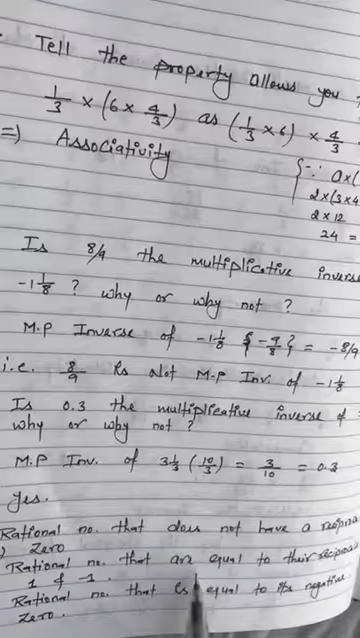 Tell the property allows you
1/3 × (6 × 4/3) as (1/3 × 6) × 4/3
=) Associativity
{∵ a×(
2×(3×4
2×12
24 =
Is 8/9 the multiplicative inverse
-1 1/8 ? why or why not ?
M.P Inverse of -1 1/8 {-9/8} = -8/9
i.e. 8/9 is Not M.P Inv. of -1 1/8
Is 0.3 the multiplicative inverse of
why or why not ?
M.P Inv. of 3 1/3 (10/3) = 3/10 = 0.3
yes.
Rational no. that does not have a
) Zero
Rational no. that are equal to their
1 & -1.
Rational no. that is equal to its negative
Zero.